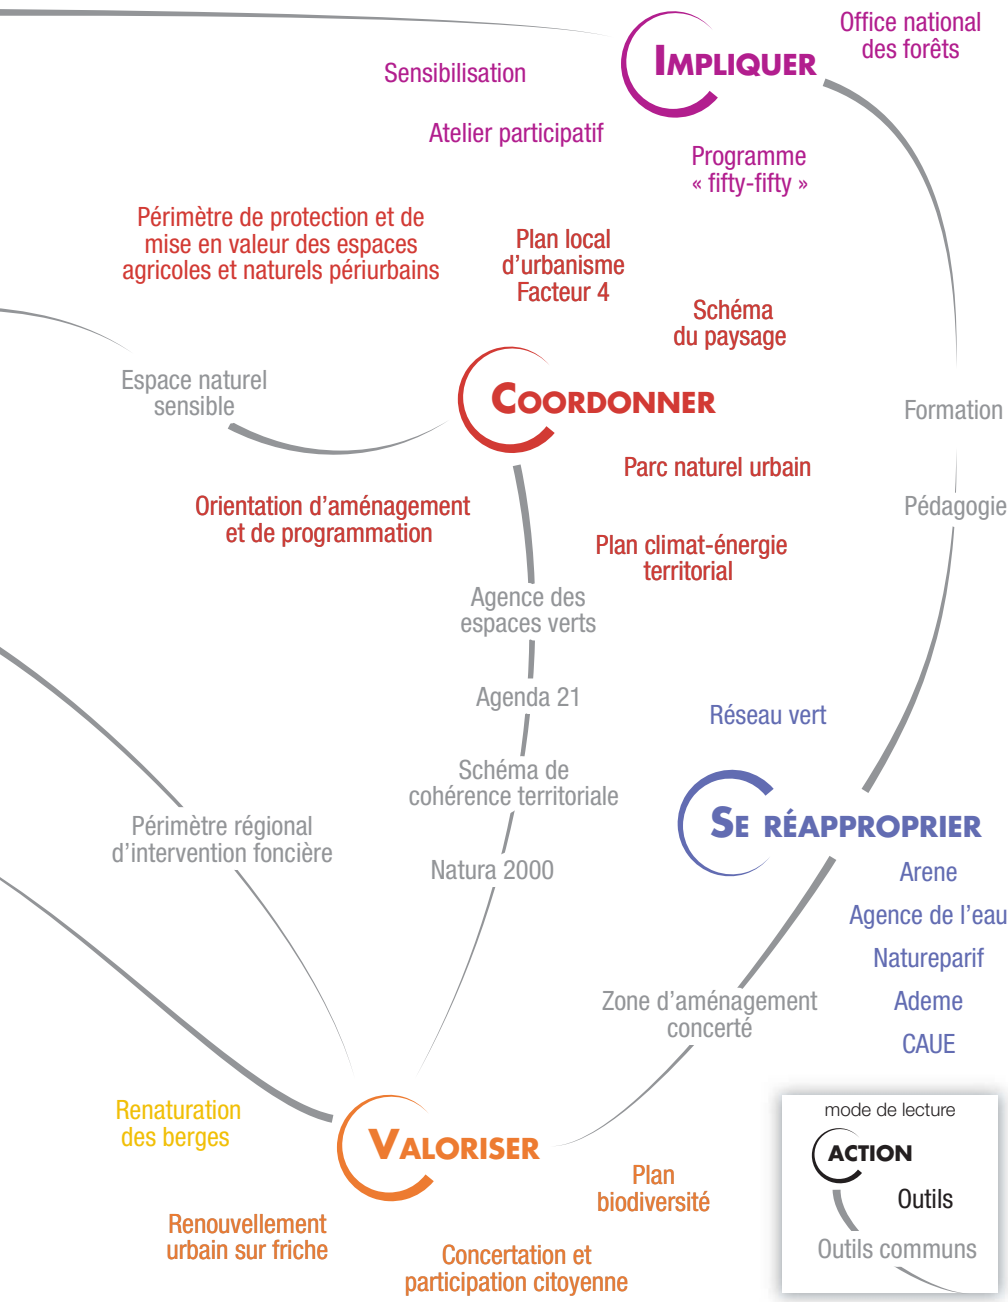 Office national
des forêts
IMPLIQUER
Sensibilisation
Atelier participatif
Programme
« fifty-fifty »
Périmètre de protection et de
mise en valeur des espaces
agricoles et naturels périurbains
Plan local
d’urbanisme
Facteur 4
Schéma
du paysage
Espace naturel
sensible
COORDONNER
Formation
Parc naturel urbain
Orientation d’aménagement
et de programmation
Pédagogie
Plan climat-énergie
territorial
Agence des
espaces verts
Agenda 21
Réseau vert
Schéma de
cohérence territoriale
SE RÉAPPROPRIER
Périmètre régional
d’intervention foncière
Natura 2000
Arene
Agence de l’eau
Natureparif
Ademe
CAUE
Zone d’aménagement
concerté
Renaturation
des berges
VALORISER
Plan
biodiversité
Renouvellement
urbain sur friche
Concertation et
participation citoyenne
mode de lecture
ACTION
Outils
Outils communs